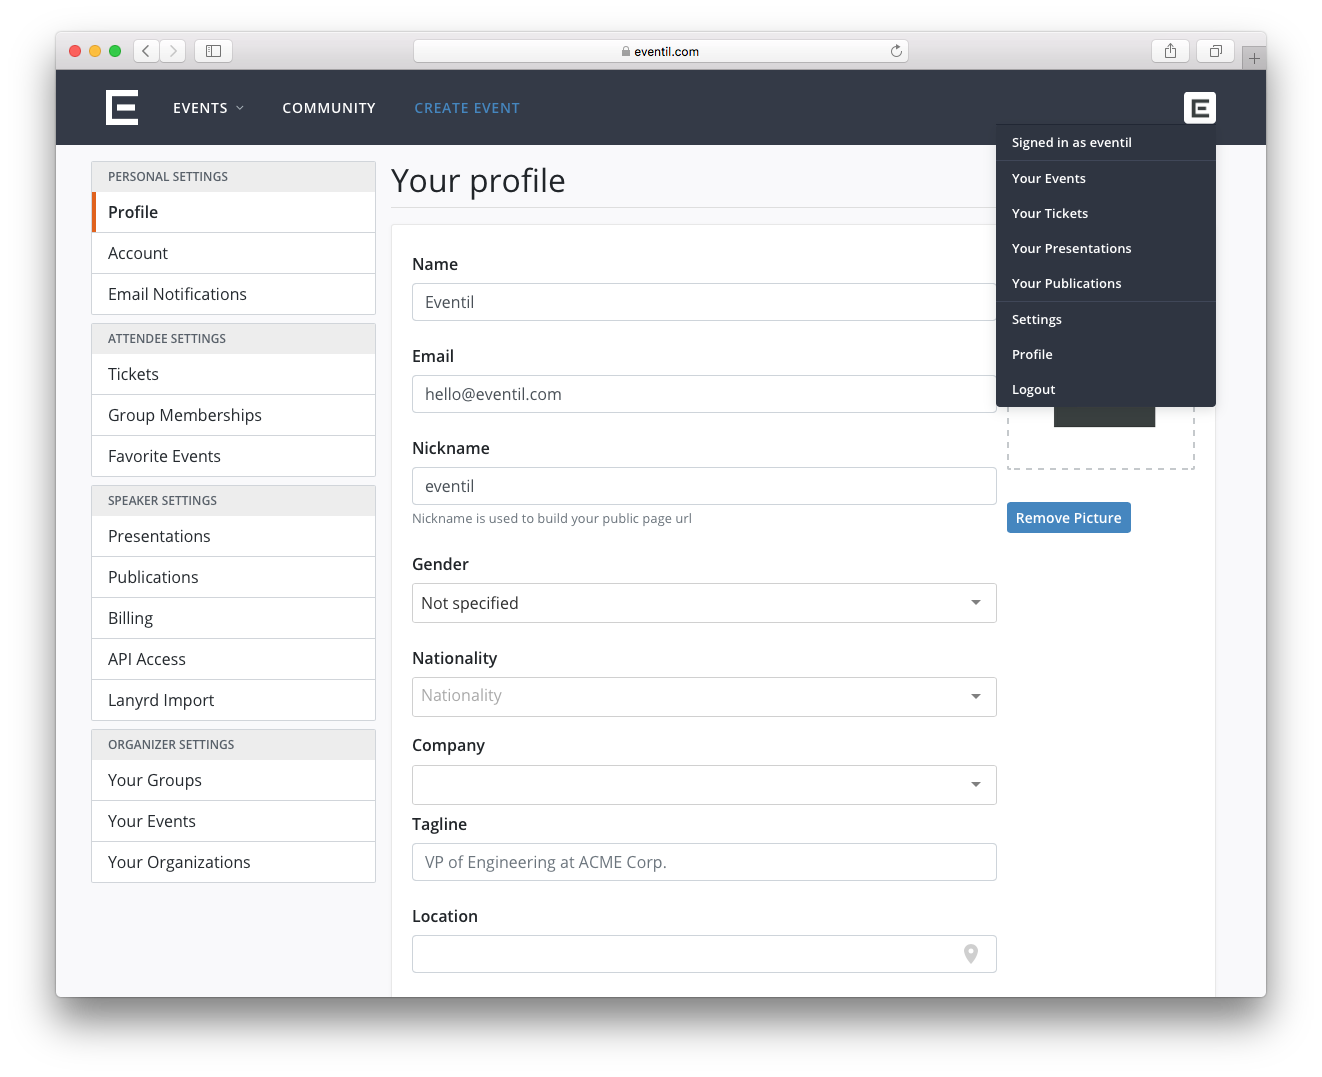 eventil.com
EVENTS
COMMUNITY
CREATE EVENT
Signed in as eventil
Your Events
Your Tickets
Your Presentations
Your Publications
Settings
Profile
Logout
PERSONAL SETTINGS
Profile
Account
Email Notifications
ATTENDEE SETTINGS
Tickets
Group Memberships
Favorite Events
SPEAKER SETTINGS
Presentations
Publications
Billing
API Access
Lanyrd Import
ORGANIZER SETTINGS
Your Groups
Your Events
Your Organizations
Your profile
Name
Eventil
Email
hello@eventil.com
Nickname
eventil
Nickname is used to build your public page url
Gender
Not specified
Nationality
Nationality
Company
Tagline
VP of Engineering at ACME Corp.
Location
Remove Picture